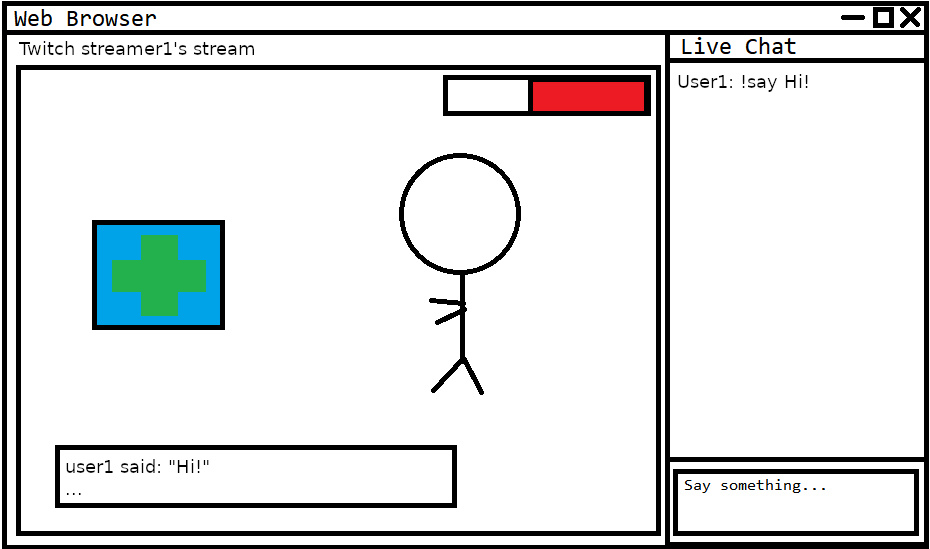 Web Browser
Twitch streamer1's stream
Live Chat
User1: !say Hi!
user1 said: "Hi!"
...
Say something...